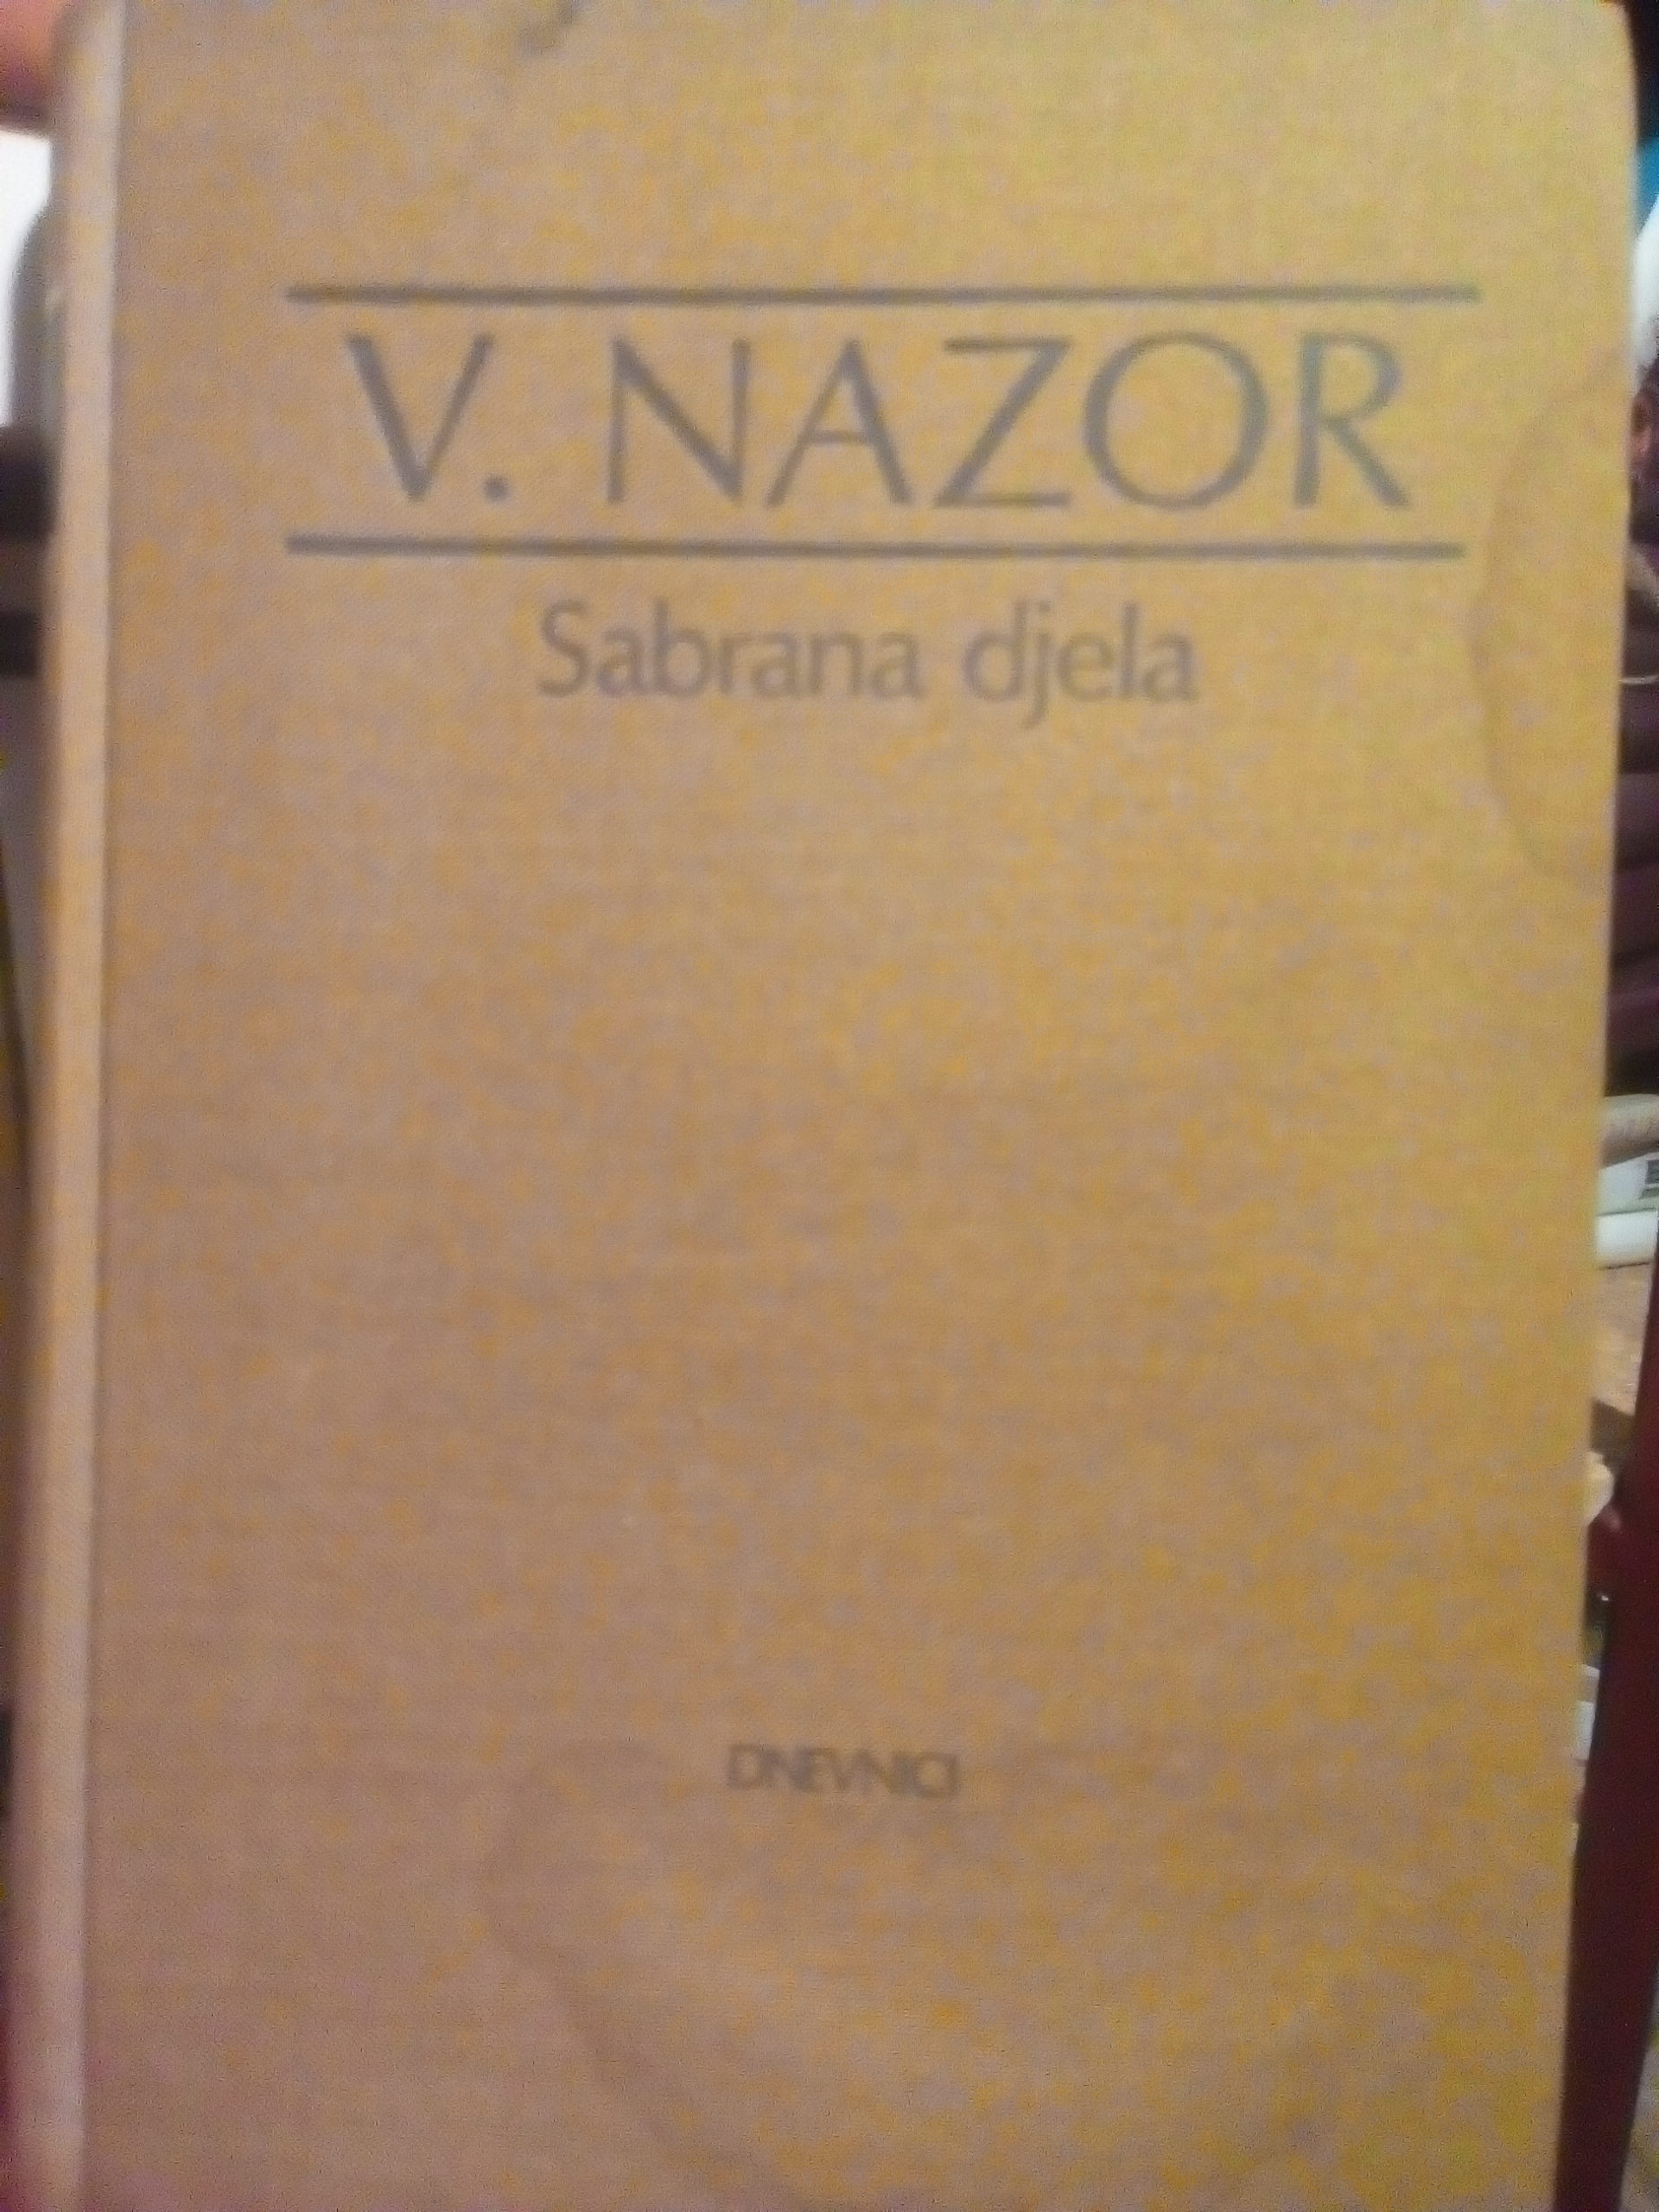 V. NAZOR
Sabrana djela
DNEVNICI